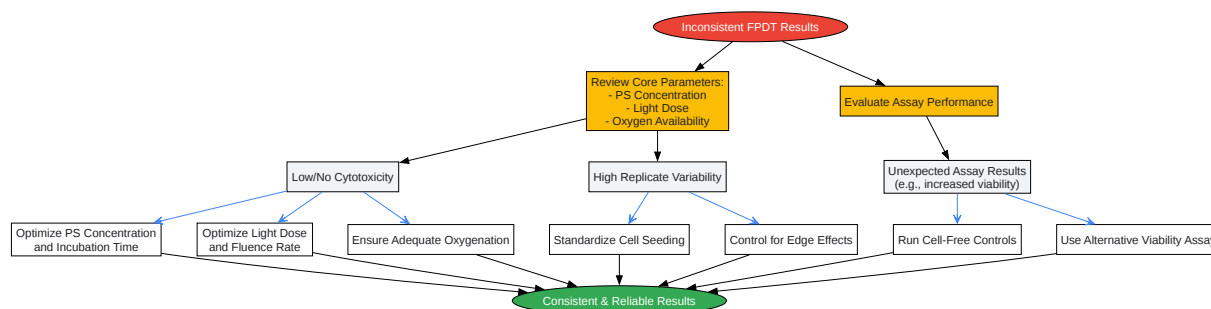 Inconsistent FPDT Results
Review Core Parameters:
- PS Concentration
- Light Dose
- Oxygen Availability
Evaluate Assay Performance
Low/No Cytotoxicity
High Replicate Variability
Unexpected Assay Results
(e.g., increased viability)
Optimize PS Concentration
and Incubation Time
Optimize Light Dose
and Fluence Rate
Ensure Adequate Oxygenation
Standardize Cell Seeding
Control for Edge Effects
Run Cell-Free Controls
Use Alternative Viability Assay
Consistent & Reliable Results